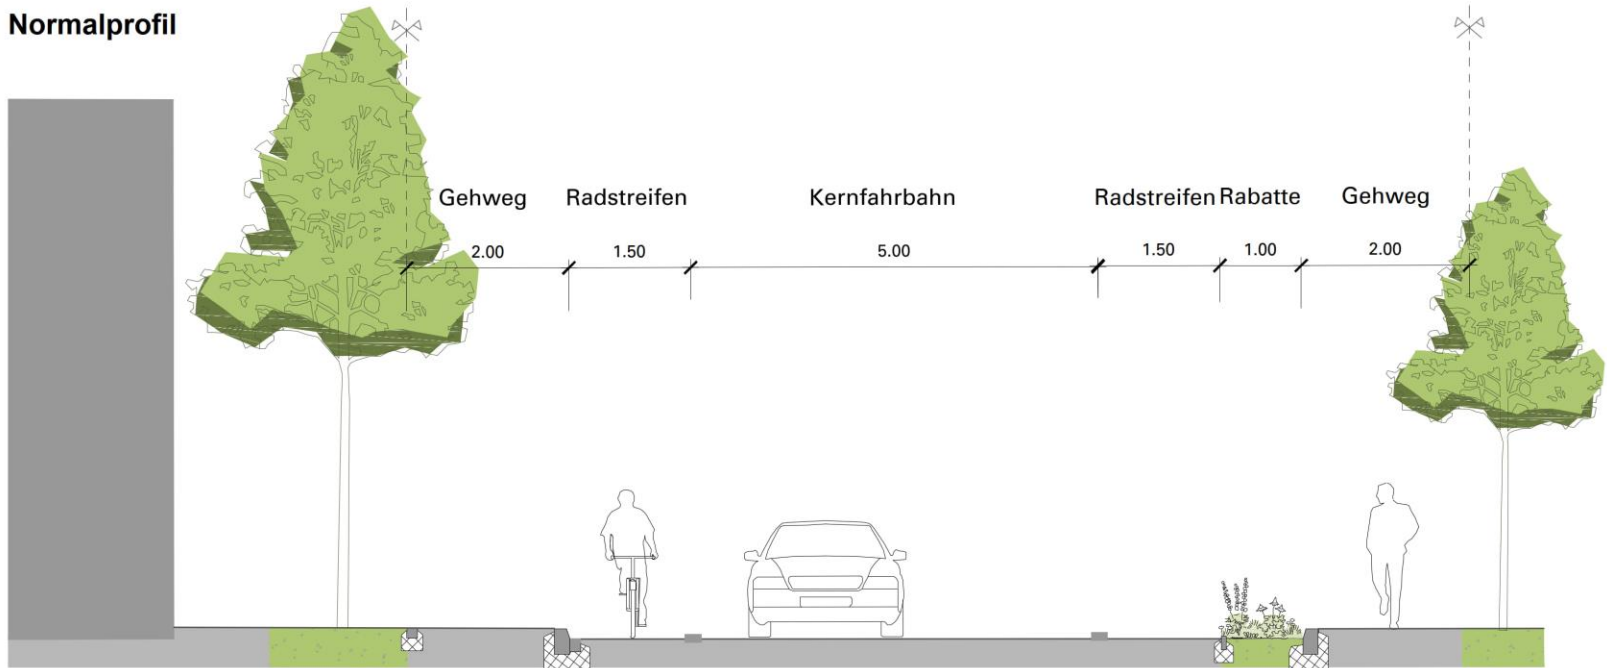 Normalprofil
Gehweg Radstreifen Kernfahrbahn Radstreifen Rabatte Gehweg
2.00 1.50 5.00 1.50 1.00 2.00